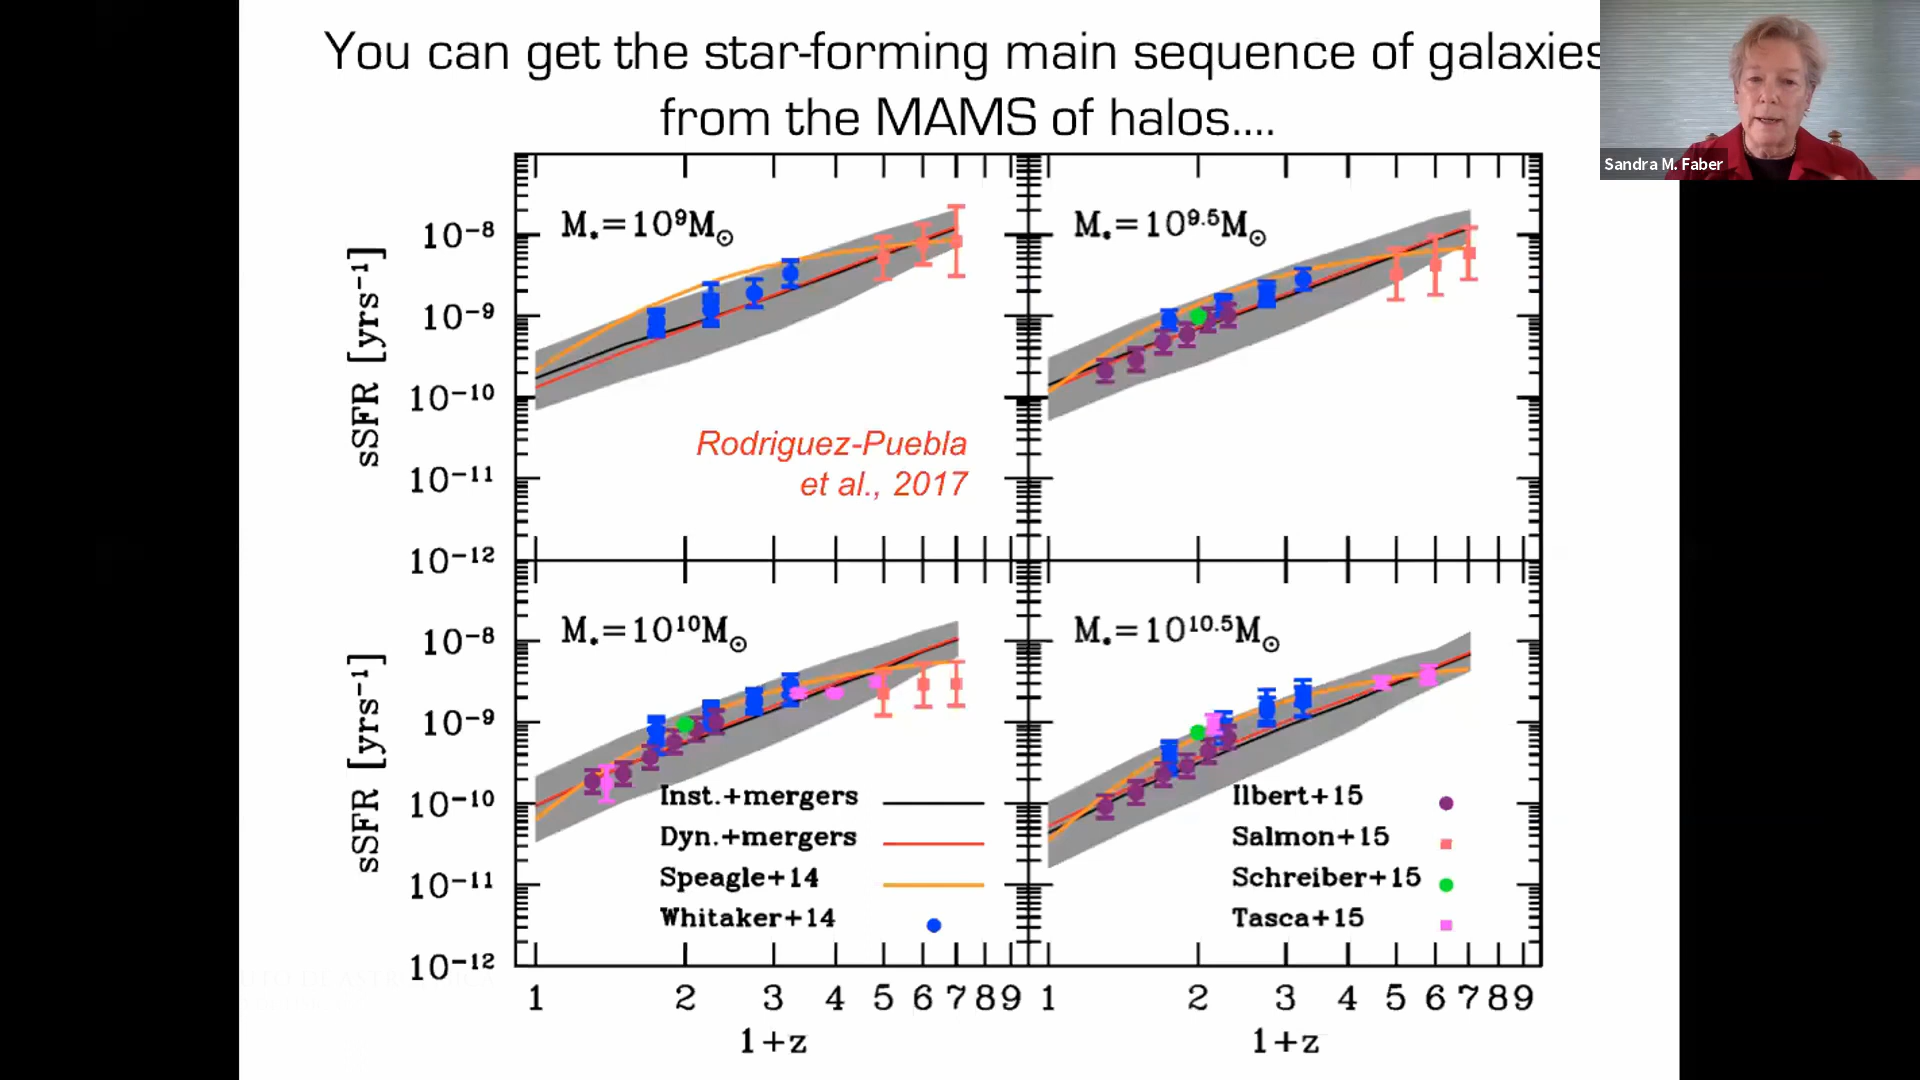 You can get the star-forming main sequence of galaxies
from the MAMS of halos....
Sandra M. Faber
M*=10⁹M⊙
M*=10⁹·⁵M⊙
sSFR [yrs⁻¹]
10⁻⁸
10⁻⁹
10⁻¹⁰
10⁻¹¹
10⁻¹²
Rodriguez-Puebla
et al., 2017
M*=10¹⁰M⊙
M*=10¹⁰·⁵M⊙
sSFR [yrs⁻¹]
10⁻⁸
10⁻⁹
10⁻¹⁰
10⁻¹¹
10⁻¹²
Inst.+mergers
Dyn.+mergers
Speagle+14
Whitaker+14
Ilbert+15
Salmon+15
Schreiber+15
Tasca+15
1 2 3 4 5 6 7 8 9 1 2 3 4 5 6 7 8 9
1+z 1+z